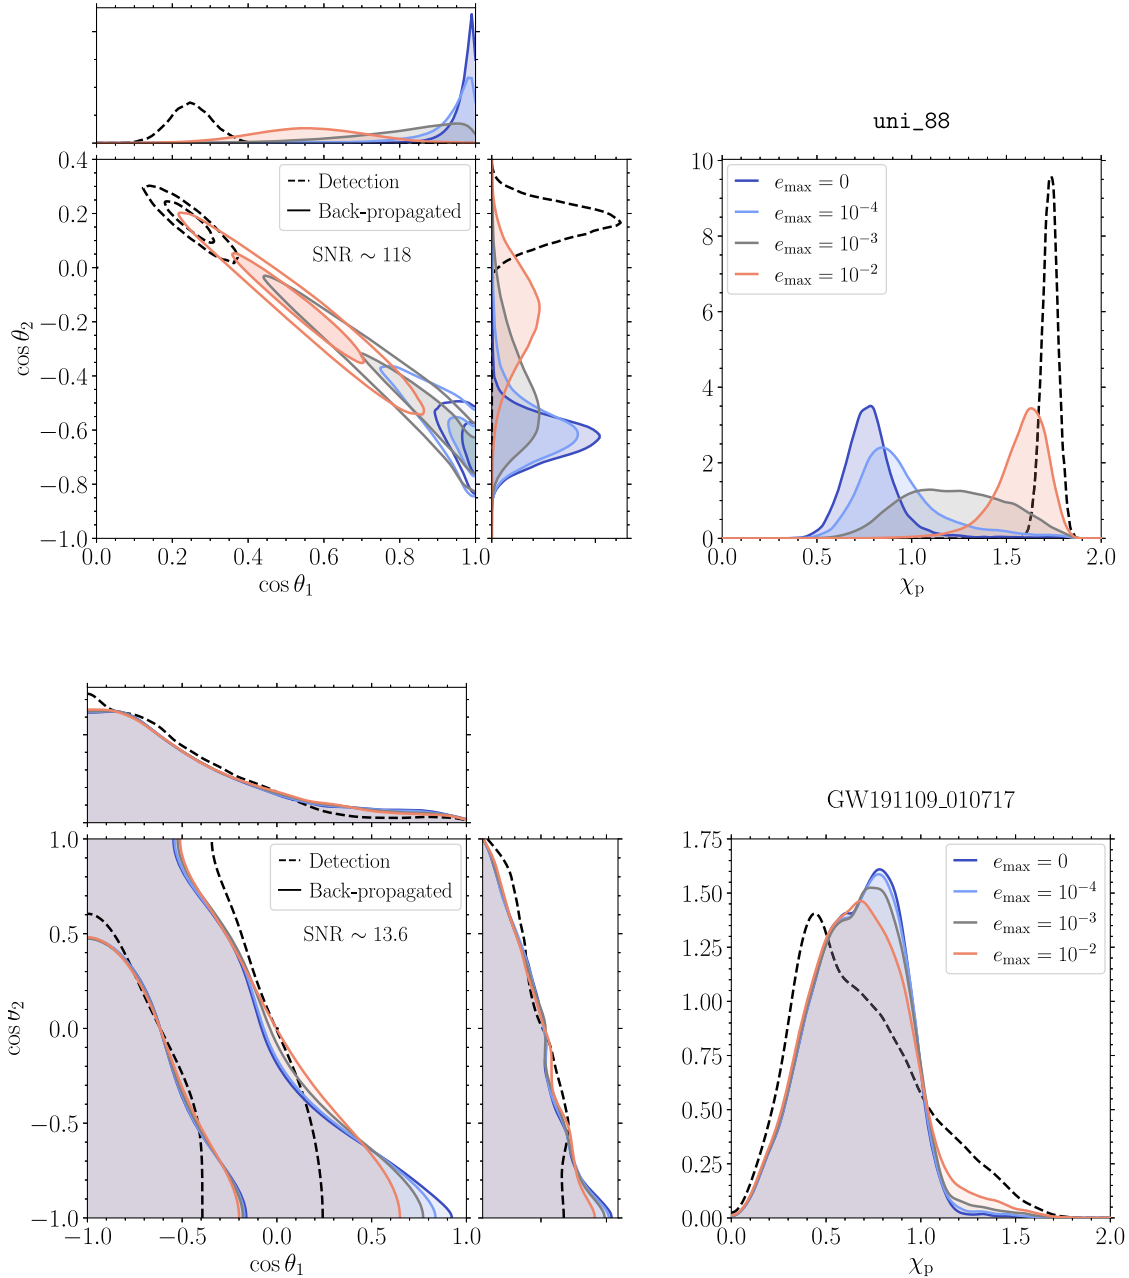 uni_88
0.4
0.2
0.0
−0.2
−0.4
−0.6
−0.8
−1.0
cos θ₂
Detection
Back-propagated
SNR ∼ 118
0.0 0.2 0.4 0.6 0.8 1.0
cos θ₁
10
8
6
4
2
0
e_max = 0
e_max = 10⁻⁴
e_max = 10⁻³
e_max = 10⁻²
0.0 0.5 1.0 1.5 2.0
χ_p
GW191109_010717
1.0
0.5
0.0
−0.5
−1.0
cos θ₂
Detection
Back-propagated
SNR ∼ 13.6
−1.0 −0.5 0.0 0.5 1.0
cos θ₁
1.75
1.50
1.25
1.00
0.75
0.50
0.25
0.00
e_max = 0
e_max = 10⁻⁴
e_max = 10⁻³
e_max = 10⁻²
0.0 0.5 1.0 1.5 2.0
χ_p